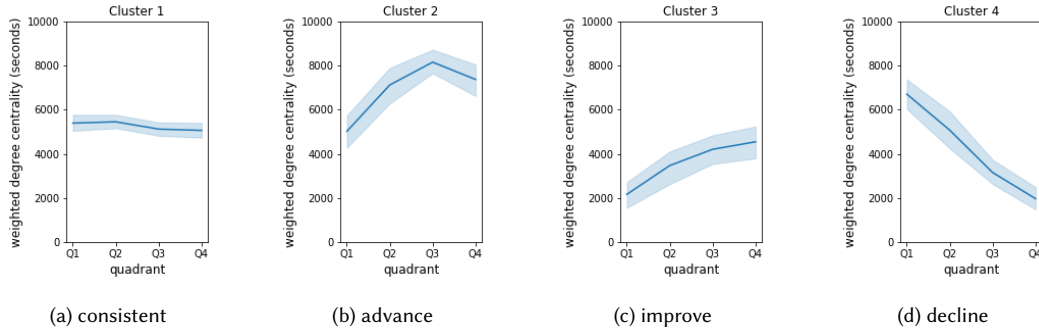 Cluster 1
10000
8000
6000
4000
2000
0
Q1 Q2 Q3 Q4
quadrant
weighted degree centrality (seconds)
(a) consistent
Cluster 2
10000
8000
6000
4000
2000
0
Q1 Q2 Q3 Q4
quadrant
weighted degree centrality (seconds)
(b) advance
Cluster 3
10000
8000
6000
4000
2000
0
Q1 Q2 Q3 Q4
quadrant
weighted degree centrality (seconds)
(c) improve
Cluster 4
10000
8000
6000
4000
2000
0
Q1 Q2 Q3 Q4
quadrant
weighted degree centrality (seconds)
(d) decline